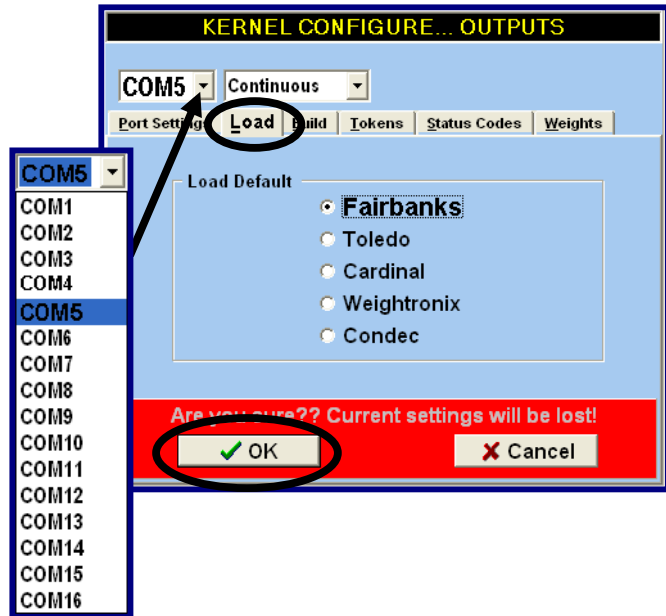 KERNEL CONFIGURE... OUTPUTS
COM5 Continuous
Port Settings Load Build Tokens Status Codes Weights
Load Default
Fairbanks
Toledo
Cardinal
Weightronix
Condec
Are you sure?? Current settings will be lost!
OK Cancel
COM5
COM1
COM2
COM3
COM4
COM5
COM6
COM7
COM8
COM9
COM10
COM11
COM12
COM13
COM14
COM15
COM16